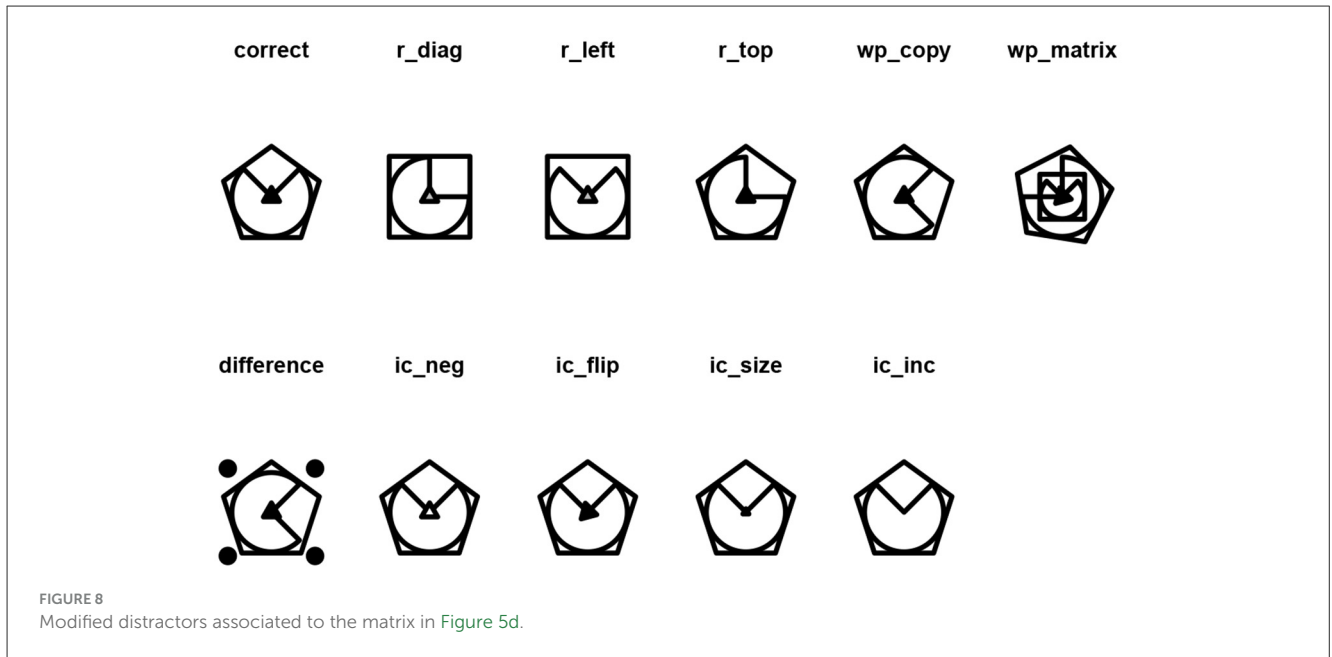 correct r_diag r_left r_top wp_copy wp_matrix
difference ic_neg ic_flip ic_size ic_inc
FIGURE 8
Modified distractors associated to the matrix in Figure 5d.